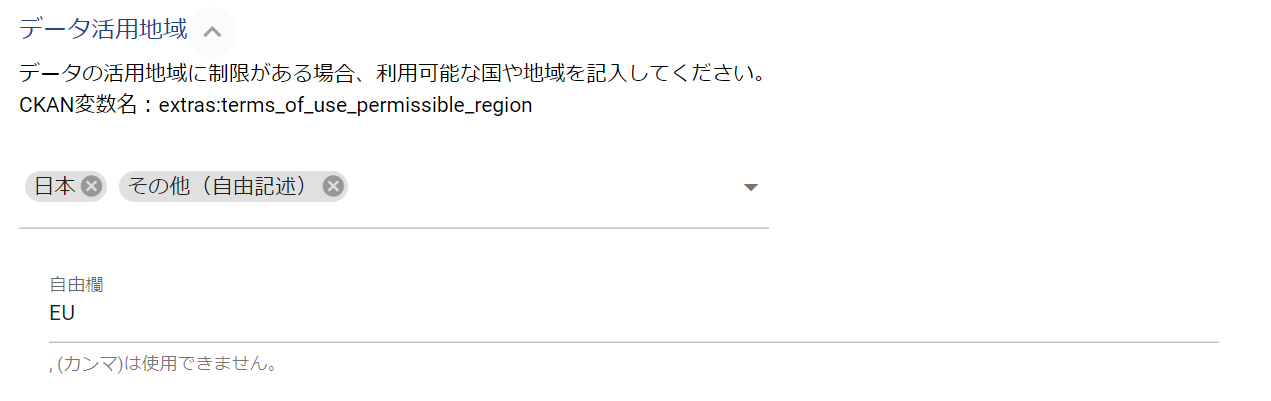 データ活用地域
データの活用地域に制限がある場合、利用可能な国や地域を記入してください。
CKAN変数名：extras:terms_of_use_permissible_region
日本 その他（自由記述）
自由欄
EU
, (カンマ)は使用できません。